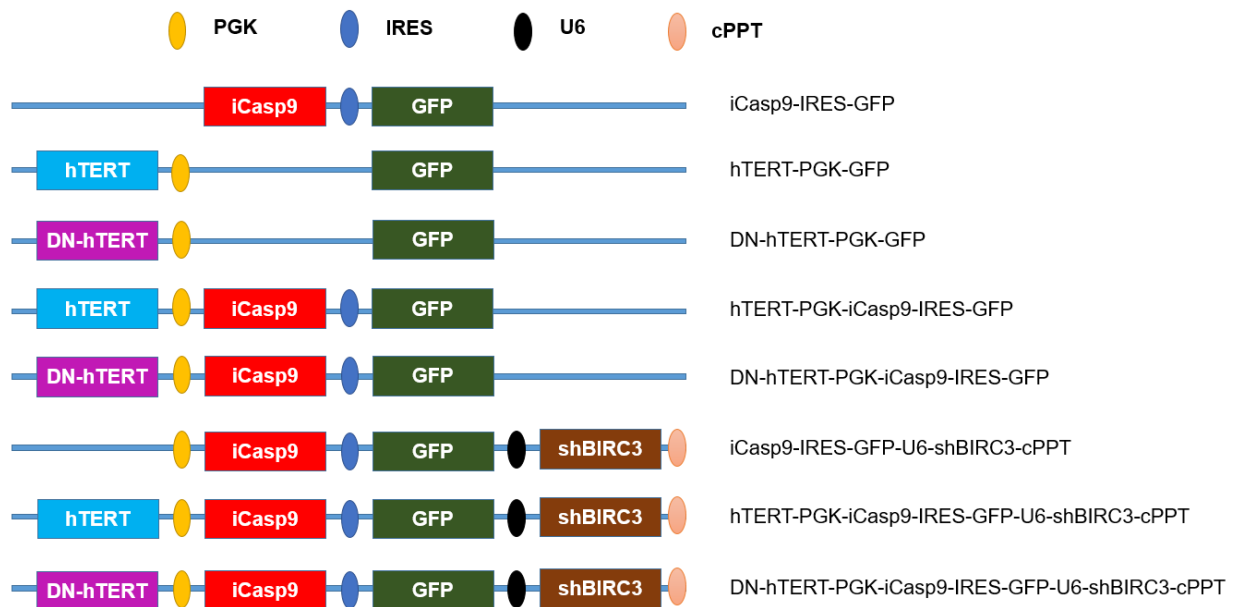 PGK IRES U6 cPPT
iCasp9 GFP iCasp9-IRES-GFP
hTERT GFP hTERT-PGK-GFP
DN-hTERT GFP DN-hTERT-PGK-GFP
hTERT iCasp9 GFP hTERT-PGK-iCasp9-IRES-GFP
DN-hTERT iCasp9 GFP DN-hTERT-PGK-iCasp9-IRES-GFP
iCasp9 GFP shBIRC3 iCasp9-IRES-GFP-U6-shBIRC3-cPPT
hTERT iCasp9 GFP shBIRC3 hTERT-PGK-iCasp9-IRES-GFP-U6-shBIRC3-cPPT
DN-hTERT iCasp9 GFP shBIRC3 DN-hTERT-PGK-iCasp9-IRES-GFP-U6-shBIRC3-cPPT